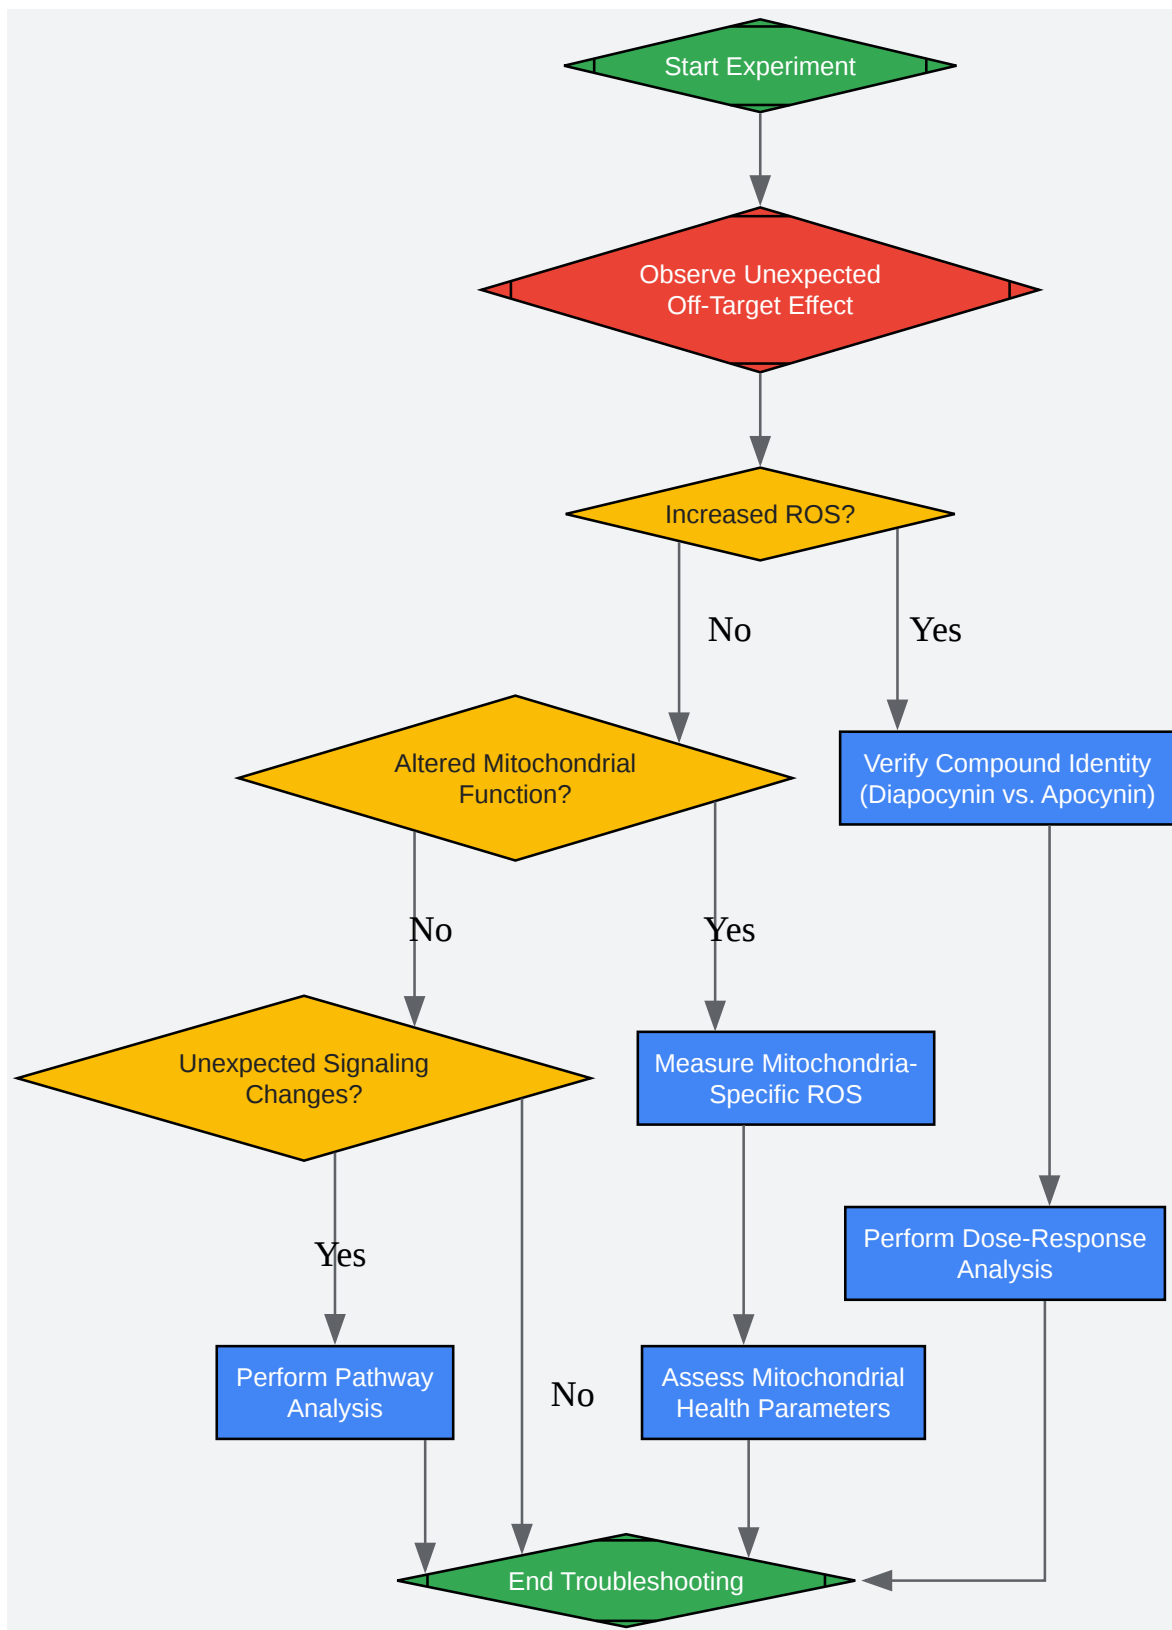 Start Experiment
Observe Unexpected
Off-Target Effect
Increased ROS?
No
Yes
Altered Mitochondrial
Function?
Verify Compound Identity
(Diapocynin vs. Apocynin)
No
Yes
Unexpected Signaling
Changes?
Measure Mitochondria-
Specific ROS
Yes
Perform Dose-Response
Analysis
Perform Pathway
Analysis
No
Assess Mitochondrial
Health Parameters
End Troubleshooting